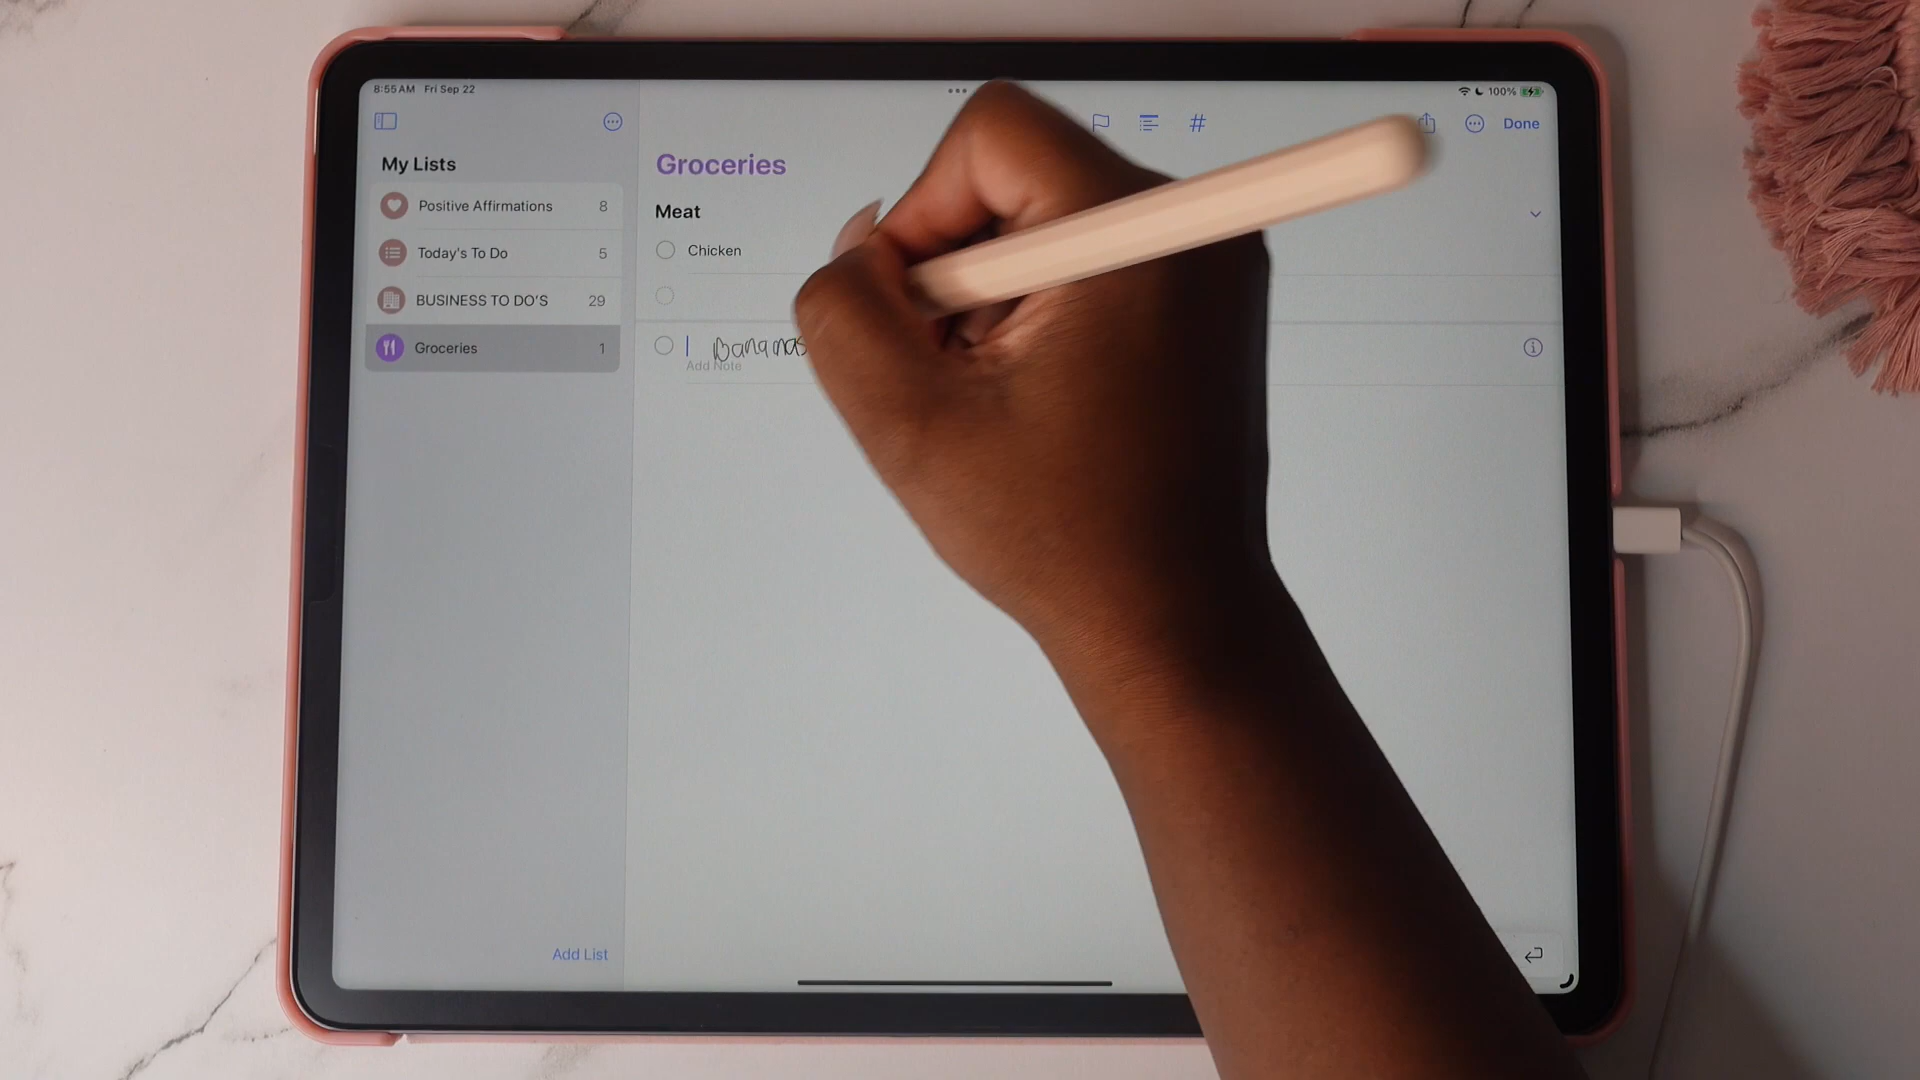 8:55 AM Fri Sep 22
100%
Done
My Lists
Positive Affirmations 8
Today's To Do 5
BUSINESS TO DO'S 29
Groceries 1
Add List
Groceries
Meat
Chicken
Bananas
Add Note